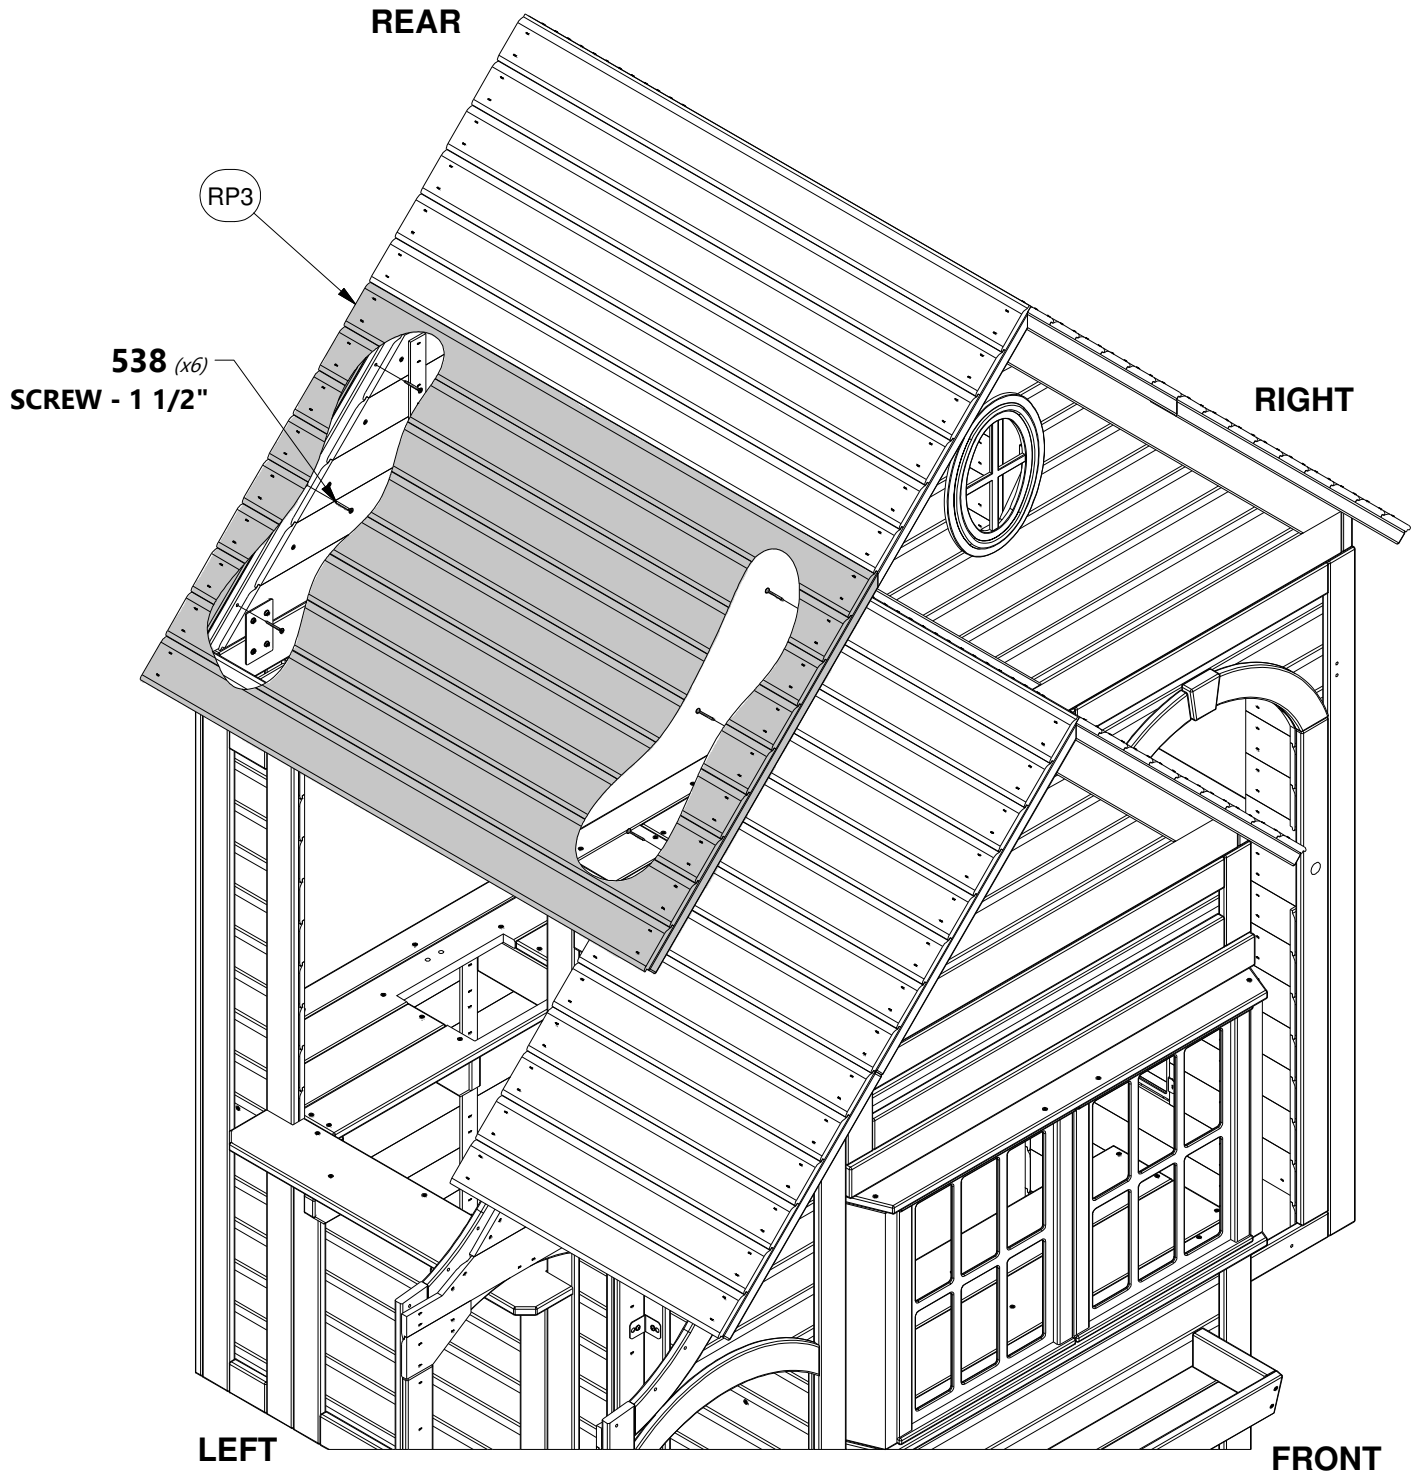 REAR
RP3
538 (x6)
SCREW - 1 1/2"
RIGHT
LEFT
FRONT